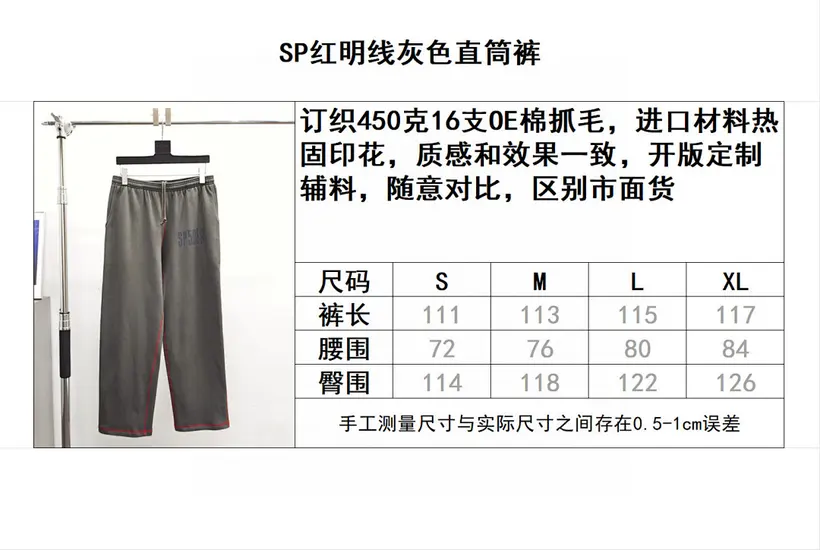 SP红明线灰色直筒裤
订织450克16支OE棉抓毛，进口材料热
固印花，质感和效果一致，开版定制
辅料，随意对比，区别市面货
尺码 S M L XL
裤长 111 113 115 117
腰围 72 76 80 84
臀围 114 118 122 126
手工测量尺寸与实际尺寸之间存在0.5-1cm误差